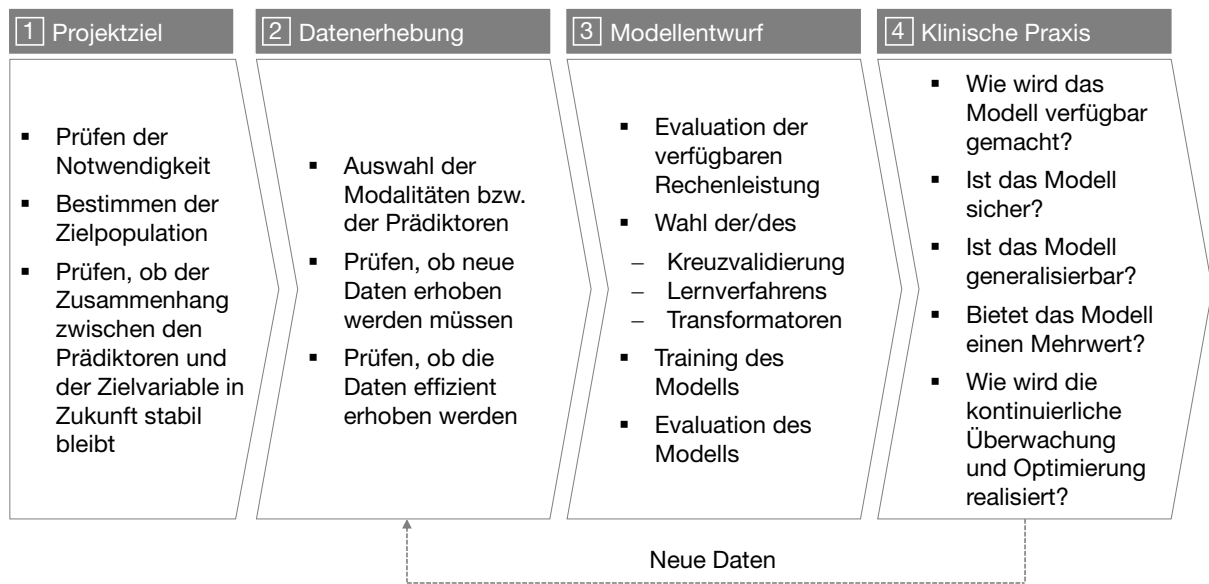 1 Projektziel
▪ Prüfen der
Notwendigkeit
▪ Bestimmen der
Zielpopulation
▪ Prüfen, ob der
Zusammenhang
zwischen den
Prädiktoren und
der Zielvariable in
Zukunft stabil
bleibt
2 Datenerhebung
▪ Auswahl der
Modalitäten bzw.
der Prädiktoren
▪ Prüfen, ob neue
Daten erhoben
werden müssen
▪ Prüfen, ob die
Daten effizient
erhoben werden
3 Modellentwurf
▪ Evaluation der
verfügbaren
Rechenleistung
▪ Wahl der/des
– Kreuzvalidierung
– Lernverfahrens
– Transformatoren
▪ Training des
Modells
▪ Evaluation des
Modells
4 Klinische Praxis
▪ Wie wird das
Modell verfügbar
gemacht?
▪ Ist das Modell
sicher?
▪ Ist das Modell
generalisierbar?
▪ Bietet das Modell
einen Mehrwert?
▪ Wie wird die
kontinuierliche
Überwachung
und Optimierung
realisiert?
Neue Daten